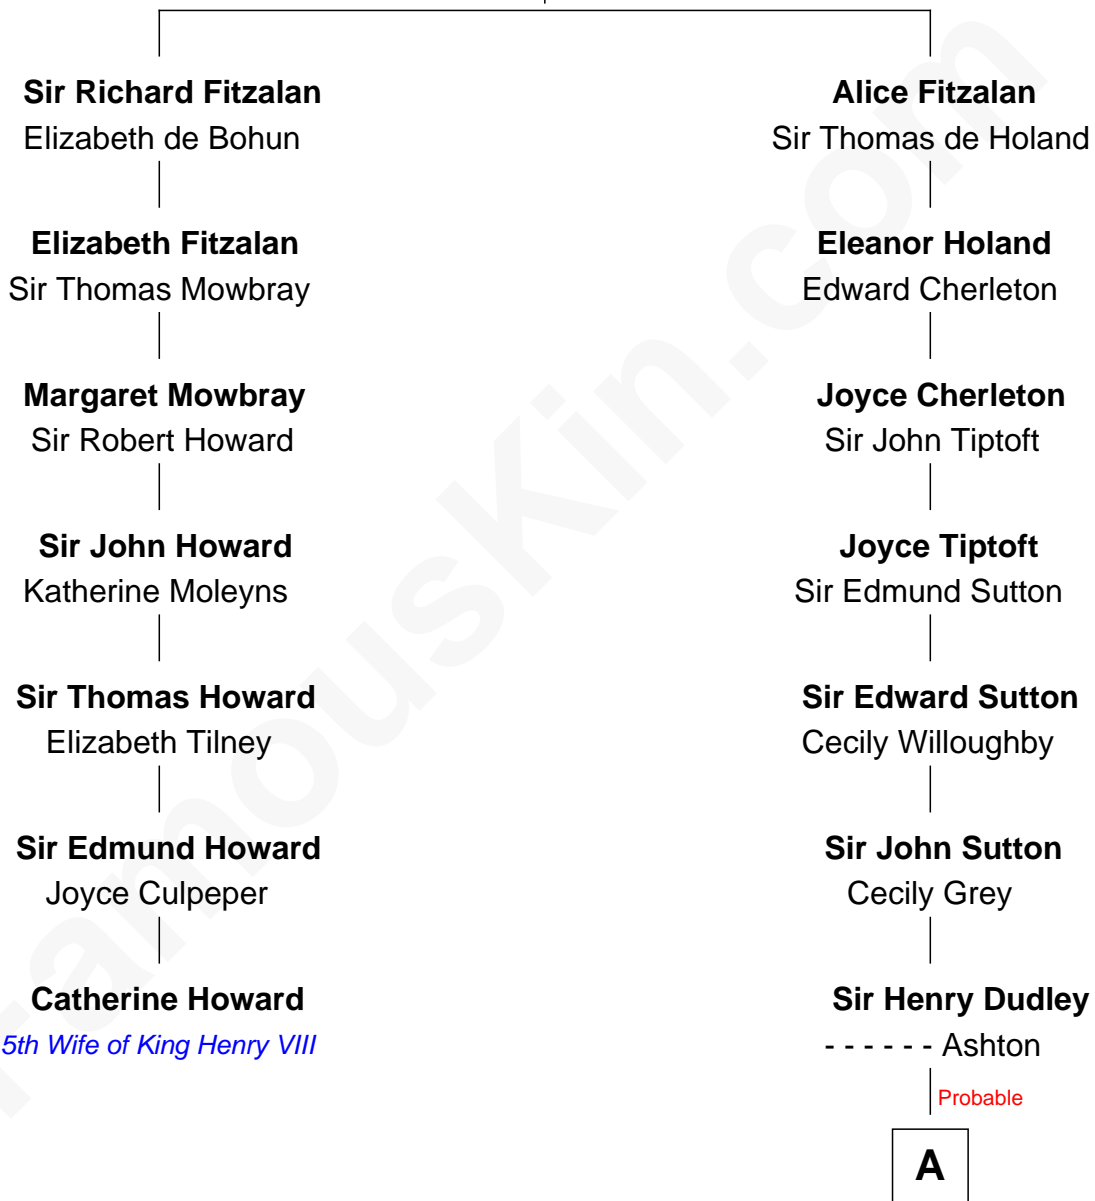 Sir Richard Fitzalan
Elizabeth de Bohun
Elizabeth Fitzalan
Sir Thomas Mowbray
Margaret Mowbray
Sir Robert Howard
Sir John Howard
Katherine Moleyns
Sir Thomas Howard
Elizabeth Tilney
Sir Edmund Howard
Joyce Culpeper
Catherine Howard
5th Wife of King Henry VIII
Alice Fitzalan
Sir Thomas de Holand
Eleanor Holand
Edward Cherleton
Joyce Cherleton
Sir John Tiptoft
Joyce Tiptoft
Sir Edmund Sutton
Sir Edward Sutton
Cecily Willoughby
Sir John Sutton
Cecily Grey
Sir Henry Dudley
- - - - - - Ashton
Probable
A
FamousKin.com